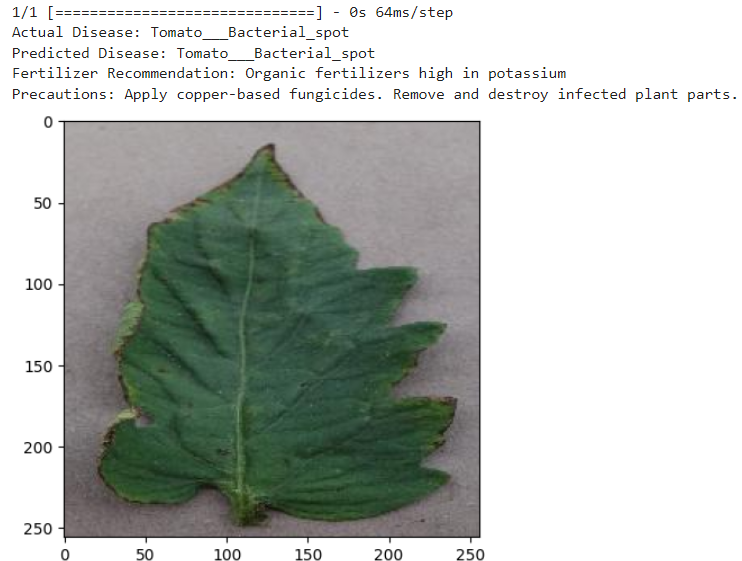 1/1 [==============================] - 0s 64ms/step
Actual Disease: Tomato___Bacterial_spot
Predicted Disease: Tomato___Bacterial_spot
Fertilizer Recommendation: Organic fertilizers high in potassium
Precautions: Apply copper-based fungicides. Remove and destroy infected plant parts.
0
50
100
150
200
250
0 50 100 150 200 250